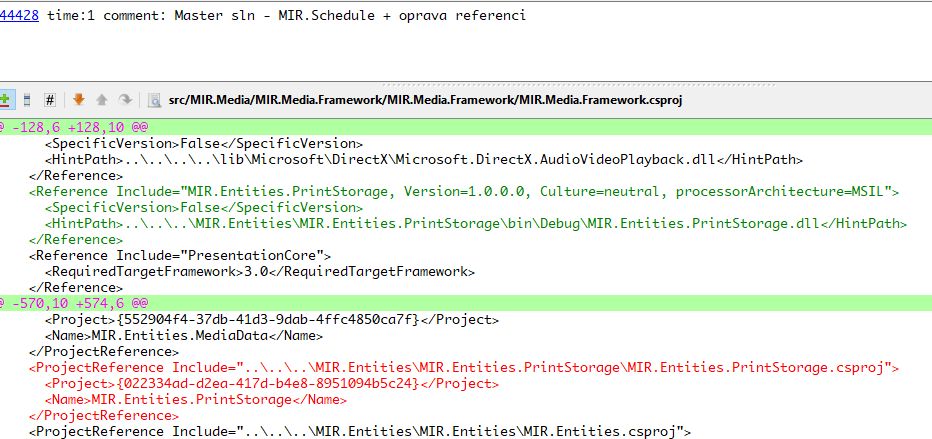 44428 time:1 comment: Master sln - MIR.Schedule + oprava referenci
# src/MIR.Media/MIR.Media.Framework/MIR.Media.Framework/MIR.Media.Framework.csproj
@ -128,6 +128,10 @@
<SpecificVersion>False</SpecificVersion>
<HintPath>..\..\..\..\lib\Microsoft\DirectX\Microsoft.DirectX.AudioVideoPlayback.dll</HintPath>
</Reference>
<Reference Include="MIR.Entities.PrintStorage, Version=1.0.0.0, Culture=neutral, processorArchitecture=MSIL">
<SpecificVersion>False</SpecificVersion>
<HintPath>..\..\..\MIR.Entities\MIR.Entities.PrintStorage\bin\Debug\MIR.Entities.PrintStorage.dll</HintPath>
</Reference>
<Reference Include="PresentationCore">
<RequiredTargetFramework>3.0</RequiredTargetFramework>
</Reference>
@ -570,10 +574,6 @@
<Project>{552904f4-37db-41d3-9dab-4ffc4850ca7f}</Project>
<Name>MIR.Entities.MediaData</Name>
</ProjectReference>
<ProjectReference Include="..\..\..\MIR.Entities\MIR.Entities.PrintStorage\MIR.Entities.PrintStorage.csproj">
<Project>{022334ad-d2ea-417d-b4e8-8951094b5c24}</Project>
<Name>MIR.Entities.PrintStorage</Name>
</ProjectReference>
<ProjectReference Include="..\..\..\MIR.Entities\MIR.Entities\MIR.Entities.csproj">